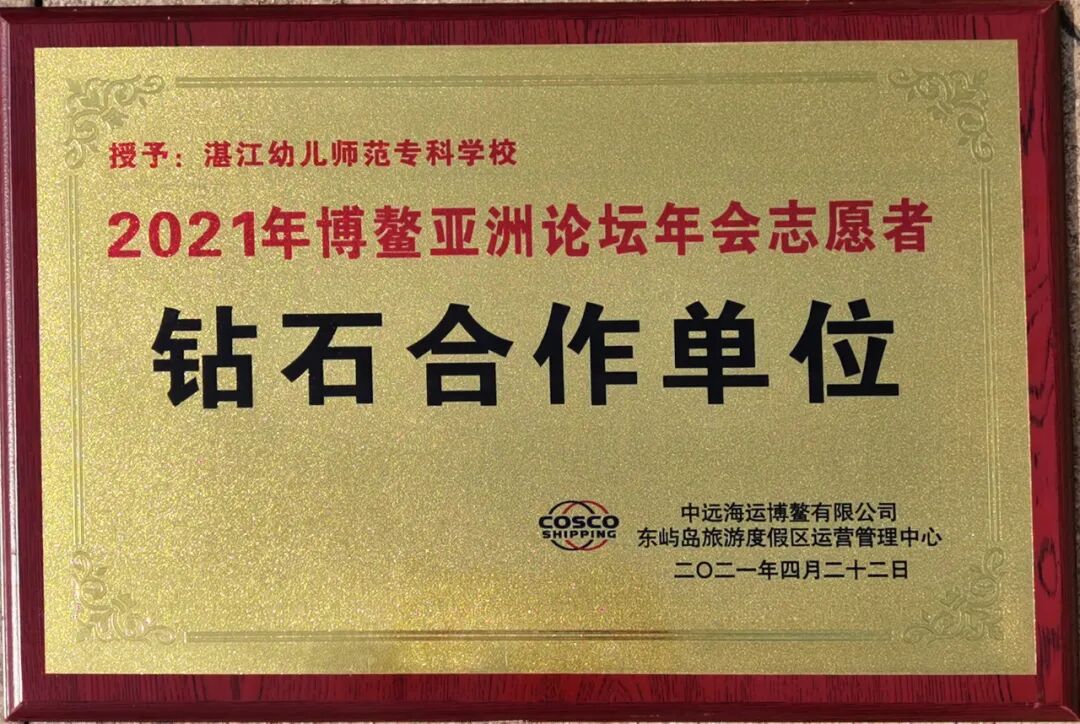 授予：湛江幼儿师范专科学校
2021年博鳌亚洲论坛年会志愿者
钻石合作单位
COSCO
SHIPPING
中远海运博鳌有限公司
东屿岛旅游度假区运营管理中心
二〇二一年四月二十二日